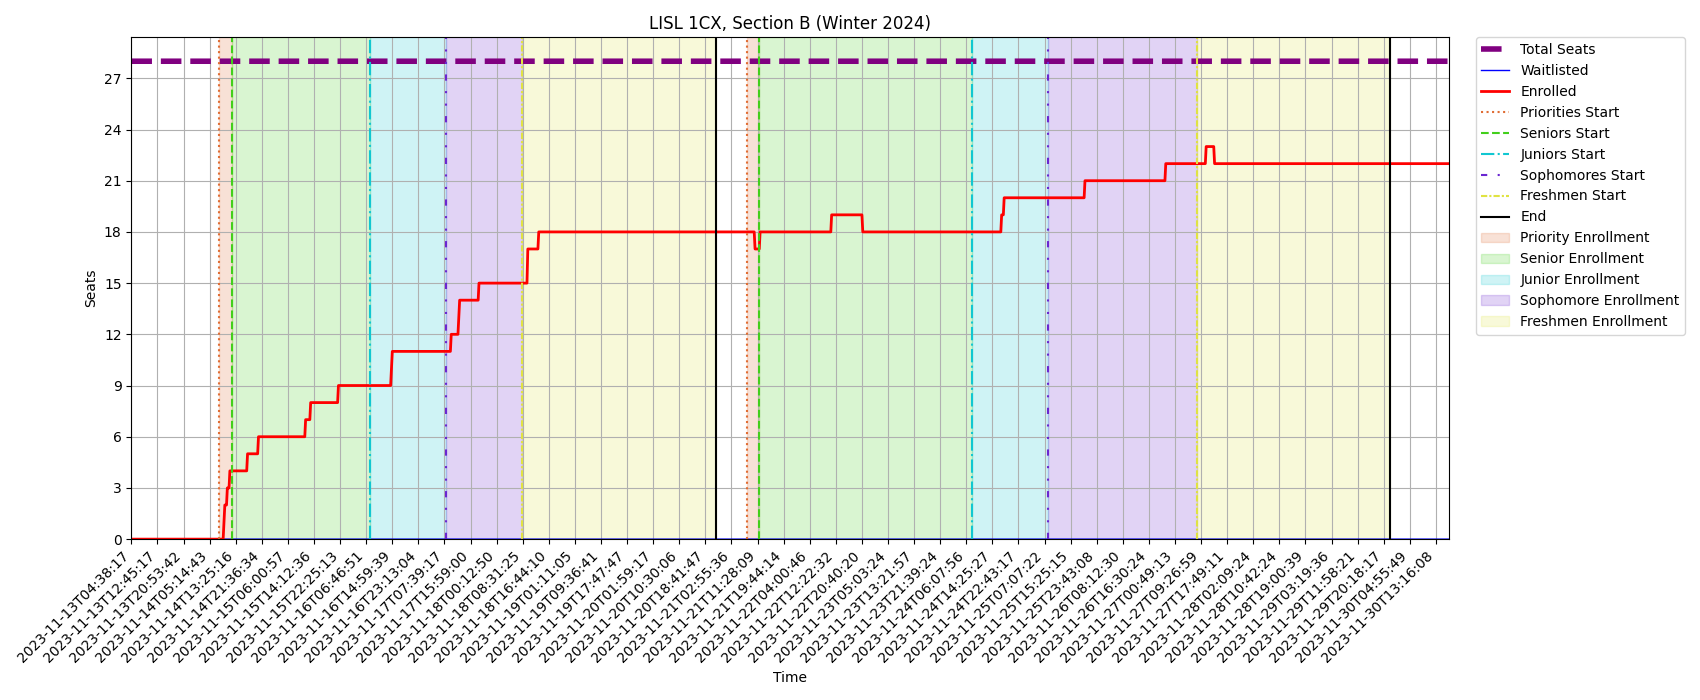 LISL 1CX, Section B (Winter 2024)
Seats
27
24
21
18
15
12
9
6
3
0
2023-11-13T04:38:17
2023-11-13T12:45:17
2023-11-13T20:53:42
2023-11-14T05:14:43
2023-11-14T13:25:16
2023-11-14T21:36:34
2023-11-15T06:00:57
2023-11-15T14:12:36
2023-11-15T22:25:13
2023-11-16T06:46:51
2023-11-16T14:59:39
2023-11-16T23:13:04
2023-11-17T07:39:17
2023-11-17T15:59:00
2023-11-18T00:12:50
2023-11-18T08:31:25
2023-11-18T16:44:10
2023-11-19T01:11:05
2023-11-19T09:36:41
2023-11-19T17:47:47
2023-11-20T01:59:17
2023-11-20T10:30:06
2023-11-20T18:41:47
2023-11-21T02:55:36
2023-11-21T11:28:09
2023-11-21T19:44:14
2023-11-22T04:00:46
2023-11-22T12:22:32
2023-11-22T20:40:20
2023-11-23T05:03:24
2023-11-23T13:21:57
2023-11-23T21:39:24
2023-11-24T06:07:56
2023-11-24T14:25:27
2023-11-24T22:43:17
2023-11-25T07:07:22
2023-11-25T15:25:15
2023-11-25T23:43:08
2023-11-26T08:12:30
2023-11-26T16:30:24
2023-11-27T00:49:13
2023-11-27T09:26:59
2023-11-27T17:49:11
2023-11-28T02:09:24
2023-11-28T10:42:24
2023-11-28T19:00:39
2023-11-29T03:19:36
2023-11-29T11:58:21
2023-11-29T20:18:17
2023-11-30T04:55:49
2023-11-30T13:16:08
Time
Total Seats
Waitlisted
Enrolled
Priorities Start
Seniors Start
Juniors Start
Sophomores Start
Freshmen Start
End
Priority Enrollment
Senior Enrollment
Junior Enrollment
Sophomore Enrollment
Freshmen Enrollment